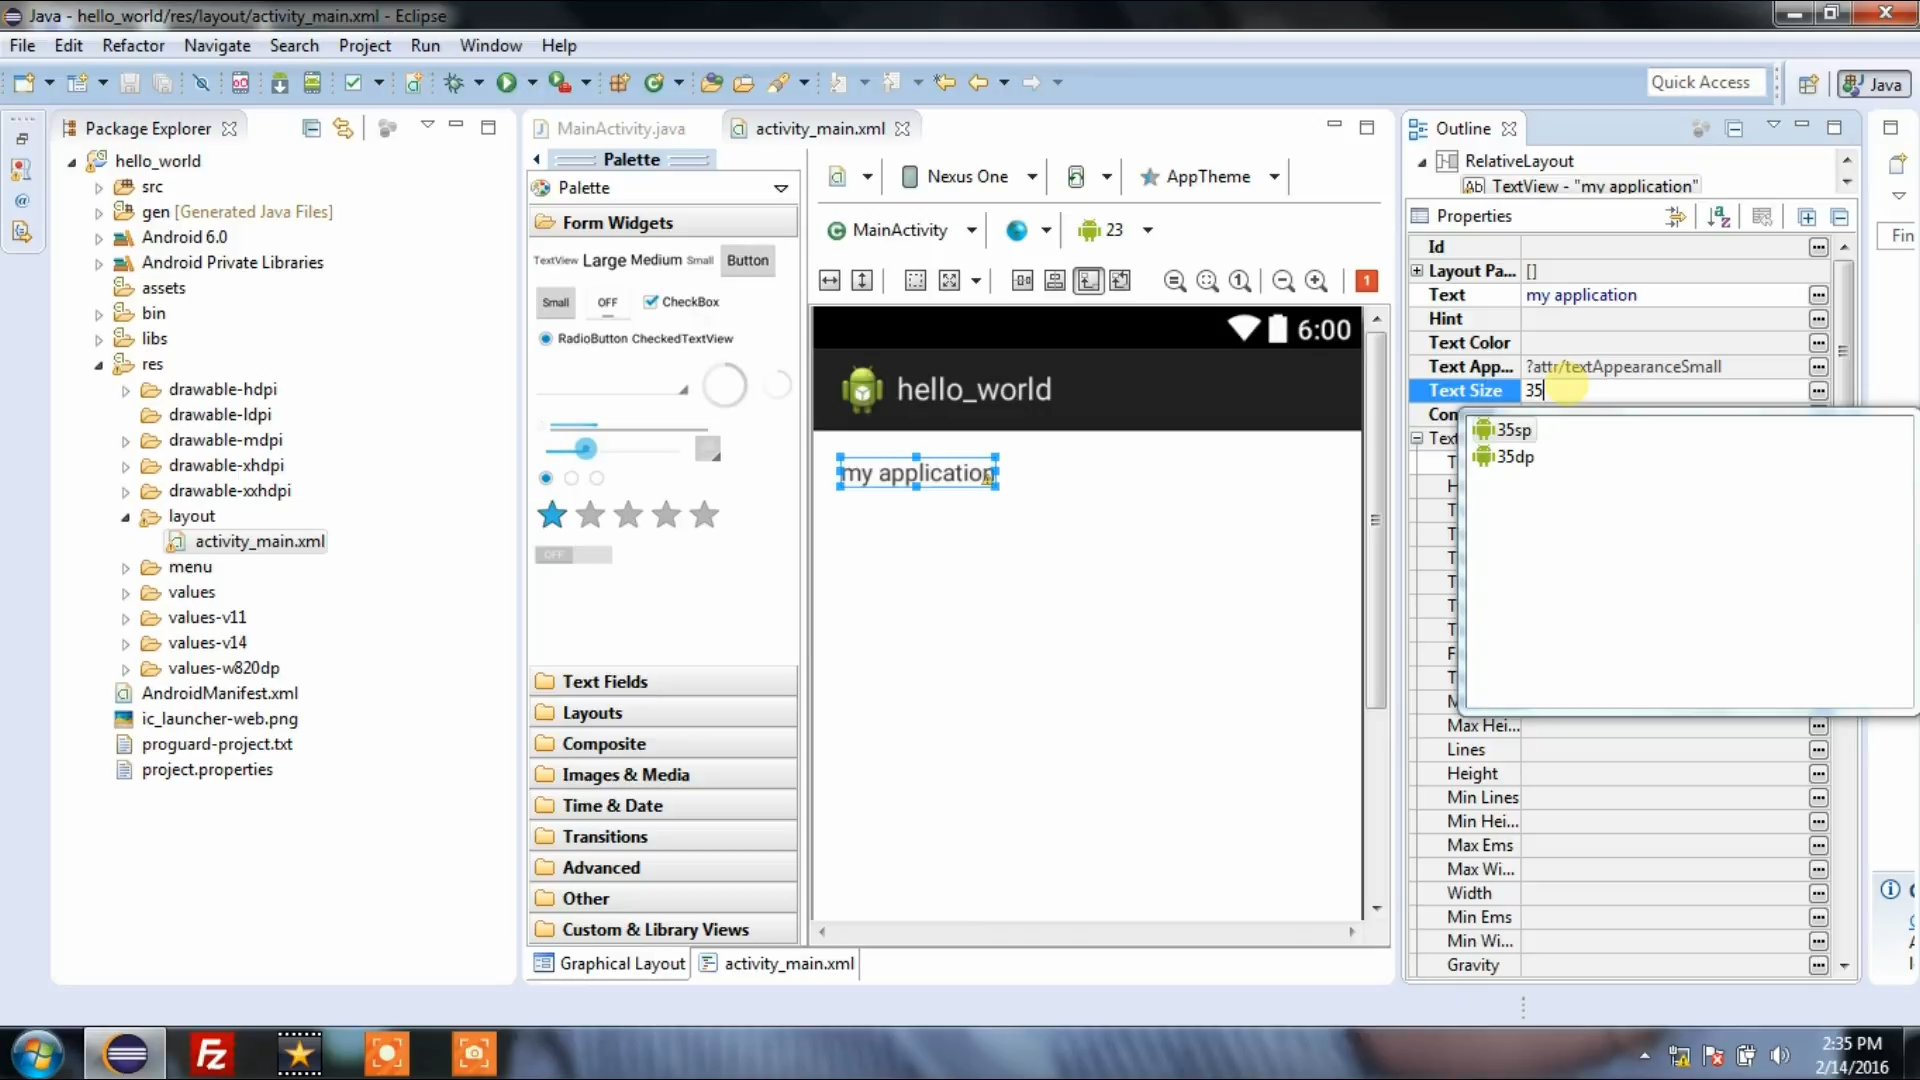 Java - hello_world/res/layout/activity_main.xml - Eclipse
File Edit Refactor Navigate Search Project Run Window Help
Quick Access
Java
Package Explorer
hello_world
src
gen [Generated Java Files]
Android 6.0
Android Private Libraries
assets
bin
libs
res
drawable-hdpi
drawable-ldpi
drawable-mdpi
drawable-xhdpi
drawable-xxhdpi
layout
activity_main.xml
menu
values
values-v11
values-v14
values-w820dp
AndroidManifest.xml
ic_launcher-web.png
proguard-project.txt
project.properties
MainActivity.java
activity_main.xml
Palette
Palette
Form Widgets
TextView Large Medium Small Button
Small OFF CheckBox
RadioButton CheckedTextView
OFF
Text Fields
Layouts
Composite
Images & Media
Time & Date
Transitions
Advanced
Other
Custom & Library Views
Nexus One
AppTheme
MainActivity
23
1
1
6:00
hello_world
my application
Graphical Layout
activity_main.xml
Outline
RelativeLayout
Ab TextView - "my application"
Properties
Id
Layout Pa... []
Text my application
Hint
Text Color
Text App... ?attr/textAppearanceSmall
Text Size 35
Con
Tex
35sp
35dp
T
H
T
T
T
T
T
T
F
T
M
Max Hei...
Lines
Height
Min Lines
Min Hei...
Max Ems
Max Wi...
Width
Min Ems
Min Wi...
Gravity
Fin
Fz
2:35 PM
2/14/2016